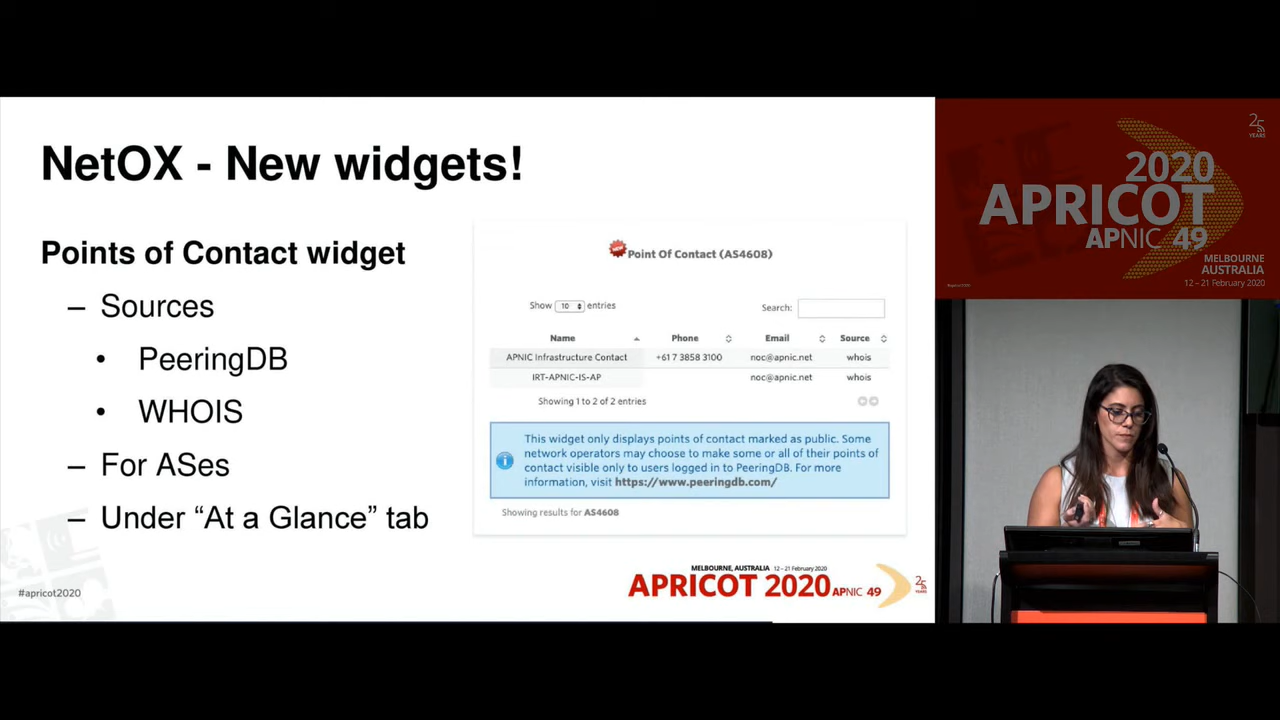 NetOX - New widgets!
Points of Contact widget
– Sources
• PeeringDB
• WHOIS
– For ASes
– Under “At a Glance” tab
#apricot2020
NEW
Point Of Contact (AS4608)
Show 10 entries
Search:
Name Phone Email Source
APNIC Infrastructure Contact +61 7 3858 3100 noc@apnic.net whois
IRT-APNIC-IS-AP noc@apnic.net whois
Showing 1 to 2 of 2 entries
This widget only displays points of contact marked as public. Some
network operators may choose to make some or all of their points of
contact visible only to users logged in to PeeringDB. For more
information, visit https://www.peeringdb.com/
Showing results for AS4608
MELBOURNE, AUSTRALIA 12 – 21 February 2020
APRICOT 2020 APNIC 49
25
YEARS
25
YEARS
2020
APRICOT
APNIC 49
MELBOURNE
AUSTRALIA
12 – 21 February 2020
#apricot2020